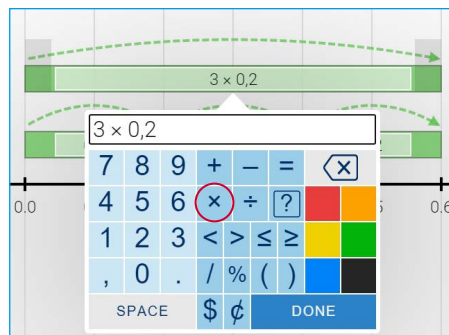 3 × 0,2
3 × 0,2
7 8 9 + – =
0.0 4 5 6 × ÷ ? 0.6
1 2 3 < > ≤ ≥
, 0 . / % ( )
SPACE $ ¢ DONE